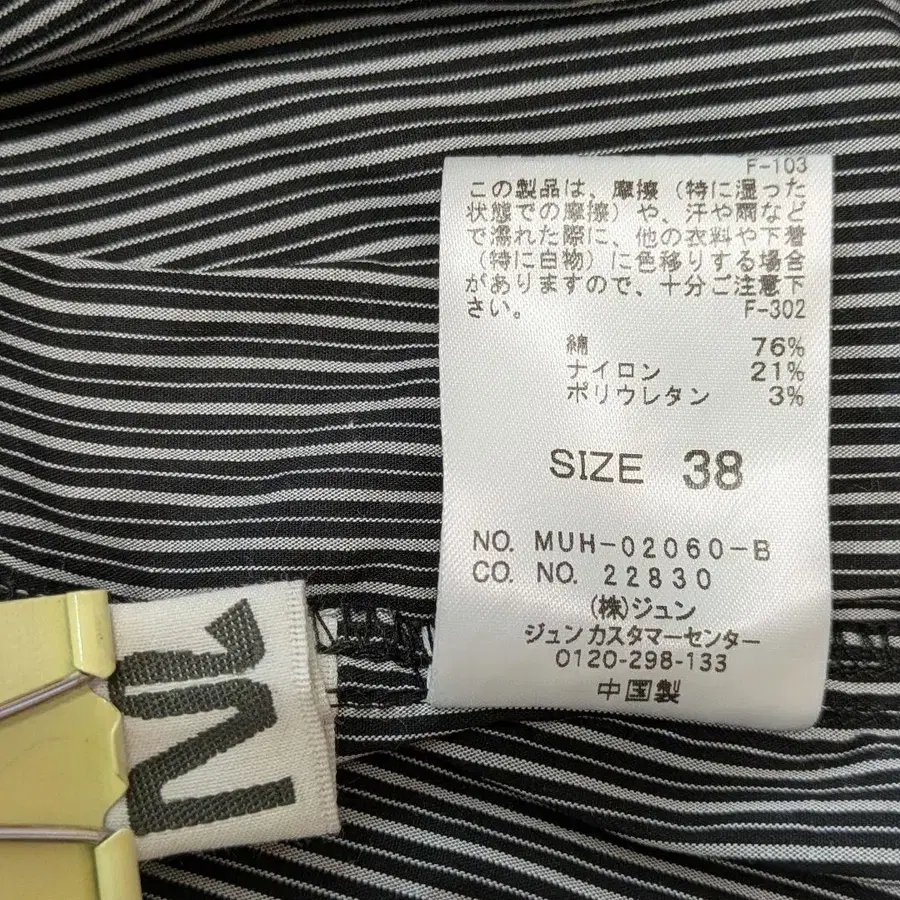 F-103
この製品は、摩擦（特に湿った
状態での摩擦）や、汗や雨など
で濡れた際に、他の衣料や下着
（特に白物）に色移りする場合
がありますので、十分ご注意下
さい。 F-302
綿 76%
ナイロン 21%
ポリウレタン 3%
SIZE 38
NO. MUH-02060-B
CO. NO. 22830
(株)ジュン
ジュンカスタマーセンター
0120-298-133
中国製